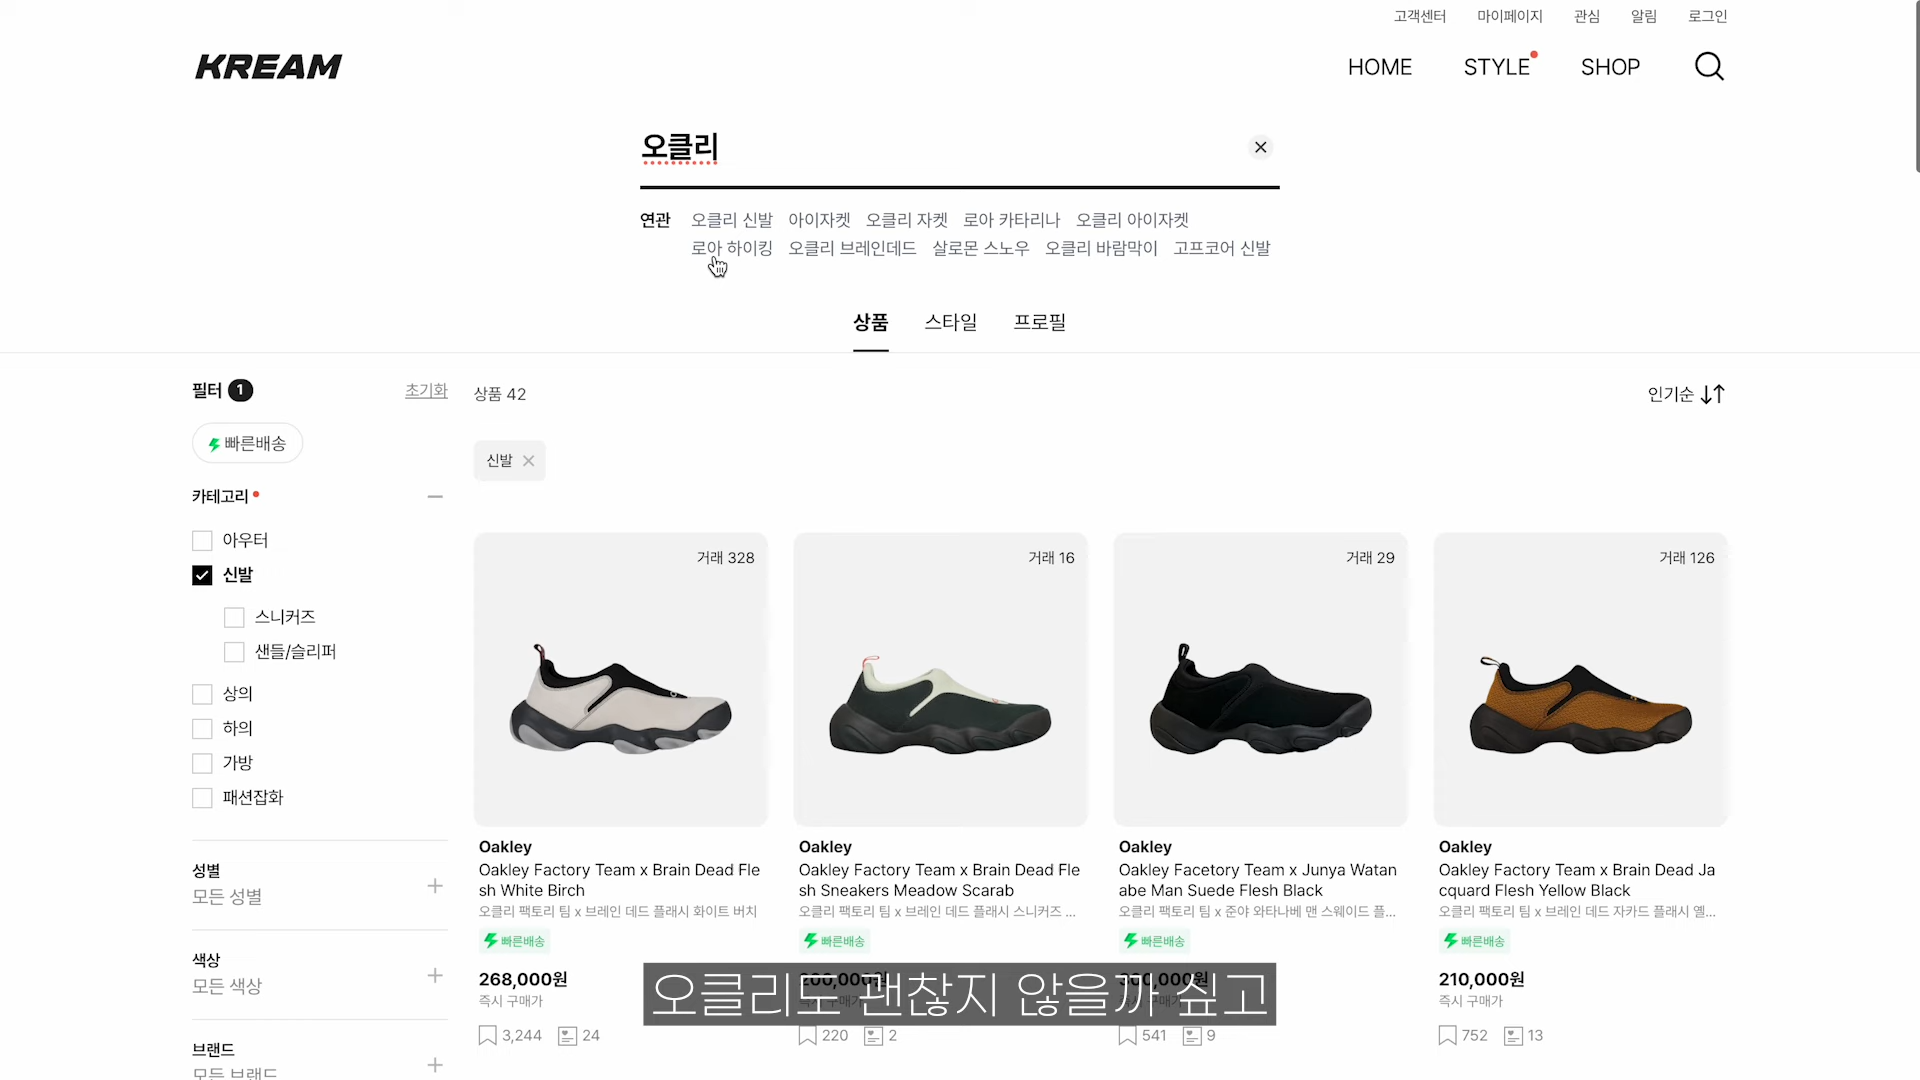 고객센터 마이페이지 관심 알림 로그인
KREAM
HOME STYLE SHOP
오클리
연관 오클리 신발 아이자켓 오클리 자켓 로아 카타리나 오클리 아이자켓
로아 하이킹 오클리 브레인데드 살로몬 스노우 오클리 바람막이 고프코어 신발
상품 스타일 프로필
필터 1 초기화
상품 42
인기순
빠른배송
신발
카테고리
아우터
신발
스니커즈
샌들/슬리퍼
상의
하의
가방
패션잡화
성별
모든 성별
색상
모든 색상
브랜드
모든 브랜드
거래 328
Oakley
Oakley Factory Team x Brain Dead Fle
sh White Birch
오클리 팩토리 팀 x 브레인 데드 플래시 화이트 버치
빠른배송
268,000원
즉시 구매가
3,244 24
거래 16
Oakley
Oakley Factory Team x Brain Dead Fle
sh Sneakers Meadow Scarab
오클리 팩토리 팀 x 브레인 데드 플래시 스니커즈 ...
빠른배송
220 2
거래 29
Oakley
Oakley Facetory Team x Junya Watan
abe Man Suede Flesh Black
오클리 팩토리 팀 x 준야 와타나베 맨 스웨이드 플...
빠른배송
541 9
거래 126
Oakley
Oakley Factory Team x Brain Dead Ja
cquard Flesh Yellow Black
오클리 팩토리 팀 x 브레인 데드 자카드 플래시 옐...
빠른배송
210,000원
즉시 구매가
752 13
오클리도 괜찮지 않을까 싶고